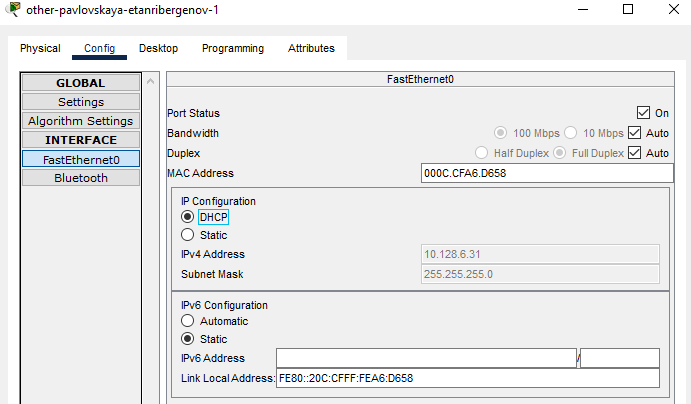 other-pavlovskaya-etanribergenov-1
Physical Config Desktop Programming Attributes
GLOBAL
Settings
Algorithm Settings
INTERFACE
FastEthernet0
Bluetooth
FastEthernet0
Port Status On
Bandwidth 100 Mbps 10 Mbps Auto
Duplex Half Duplex Full Duplex Auto
MAC Address 000C.CFA6.D658
IP Configuration
DHCP
Static
IPv4 Address 10.128.6.31
Subnet Mask 255.255.255.0
IPv6 Configuration
Automatic
Static
IPv6 Address /
Link Local Address: FE80::20C:CFFF:FEA6:D658